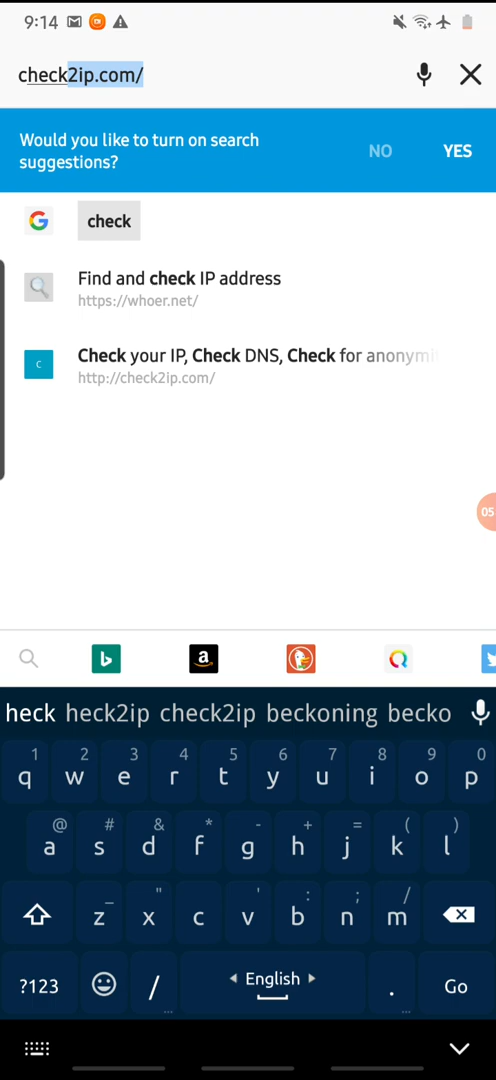 9:14
check2ip.com/
Would you like to turn on search
suggestions?
NO
YES
check
Find and check IP address
https://whoer.net/
C
Check your IP, Check DNS, Check for anonymit
http://check2ip.com/
05
heck heck2ip check2ip beckoning becko
1 2 3 4 5 6 7 8 9 0
q w e r t y u i o p
@ # & * - + = ( )
a s d f g h j k l
_ " ' : ; /
z x c v b n m
?123 / English . Go